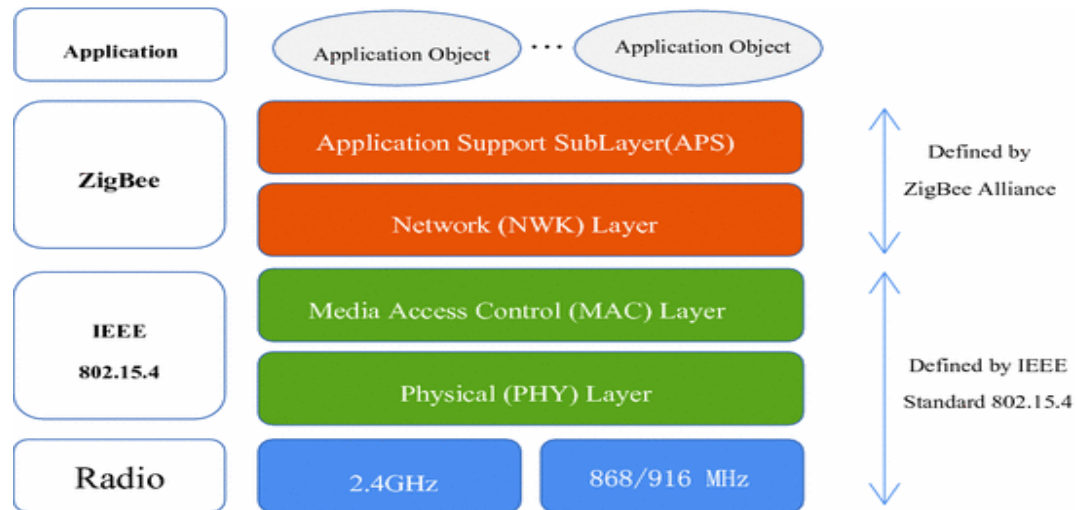 Application
Application Object
...
Application Object
ZigBee
Application Support SubLayer(APS)
Network (NWK) Layer
Defined by
ZigBee Alliance
IEEE
802.15.4
Media Access Control (MAC) Layer
Physical (PHY) Layer
Defined by IEEE
Standard 802.15.4
Radio
2.4GHz
868/916 MHz